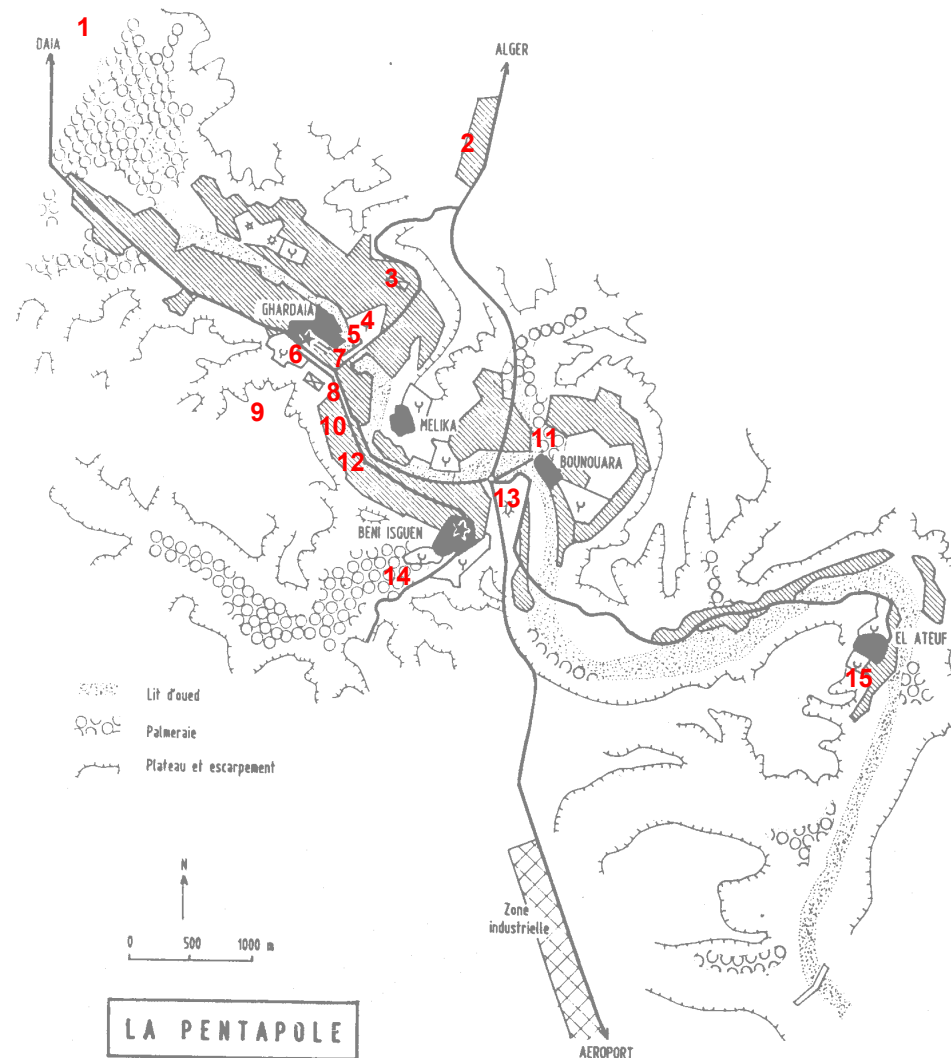 1
DAIA
ALGER
2
3
GHARDAIA
4
5
6
7
8
9
10
MELIKA
11
BOUNOUARA
12
13
BENI ISGUEN
14
EL ATEUF
15
Lit d'oued
Palmeraie
Plateau et escarpement
N
0 500 1000 m
Zone
industrielle
LA PENTAPOLE
AEROPORT